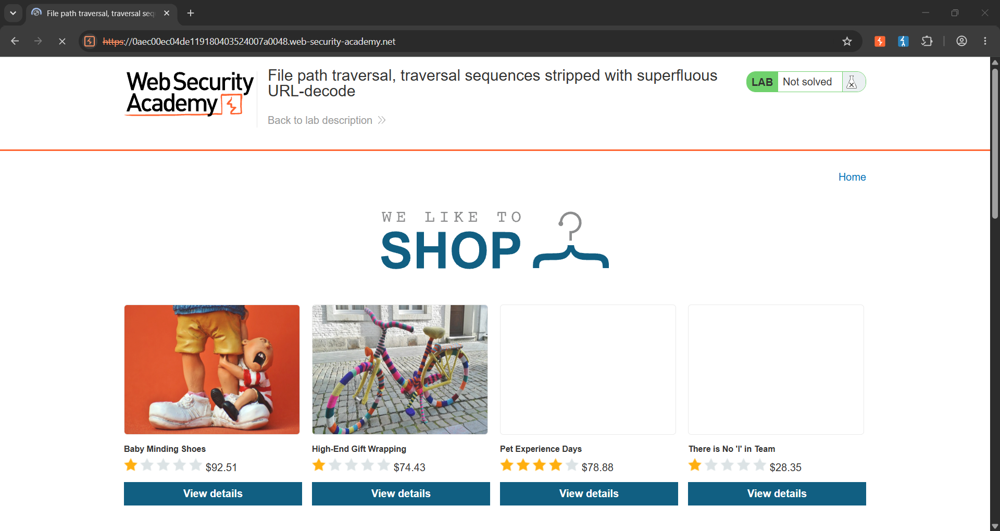 File path traversal, traversal seq
https://0aec00ec04de119180403524007a0048.web-security-academy.net
Web Security
Academy
File path traversal, traversal sequences stripped with superfluous
URL-decode
LAB Not solved
Back to lab description
Home
WE LIKE TO
SHOP
Baby Minding Shoes
$92.51
View details
High-End Gift Wrapping
$74.43
View details
Pet Experience Days
$78.88
View details
There is No 'I' in Team
$28.35
View details